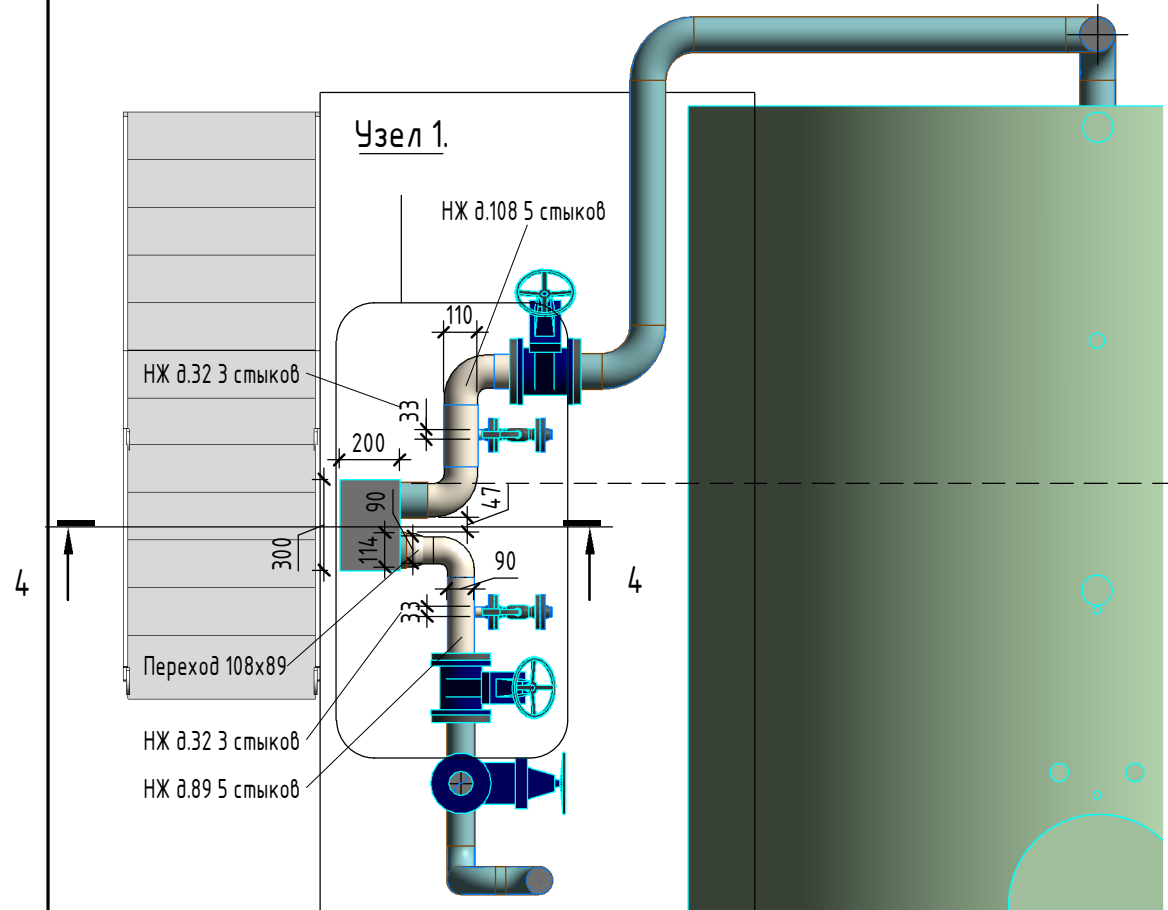 Узел 1.
НЖ д.108 5 стыков
110
НЖ д.32 3 стыков
33
200
90
47
300
114
90
4
4
33
Переход 108х89
НЖ д.32 3 стыков
НЖ д.89 5 стыков